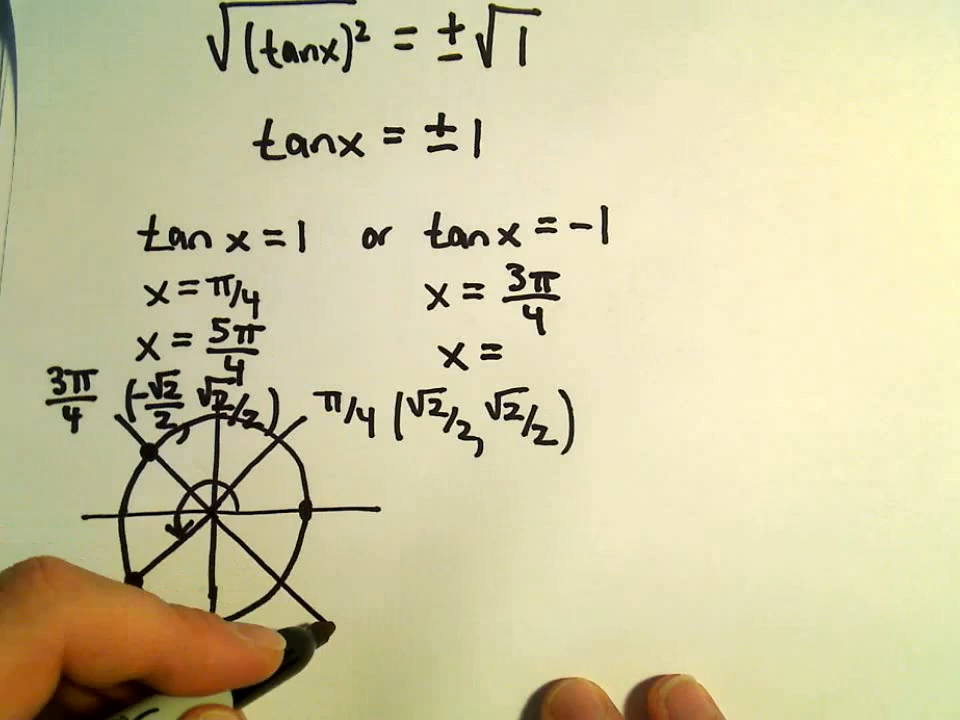 √(tanx)² = ±√1
tanx = ±1
tan x = 1 or tanx = -1
x = π/4 x = 3π/4
x = 5π/4 x =
3π/4 (-√2/2, √2/2) π/4 (√2/2, √2/2)